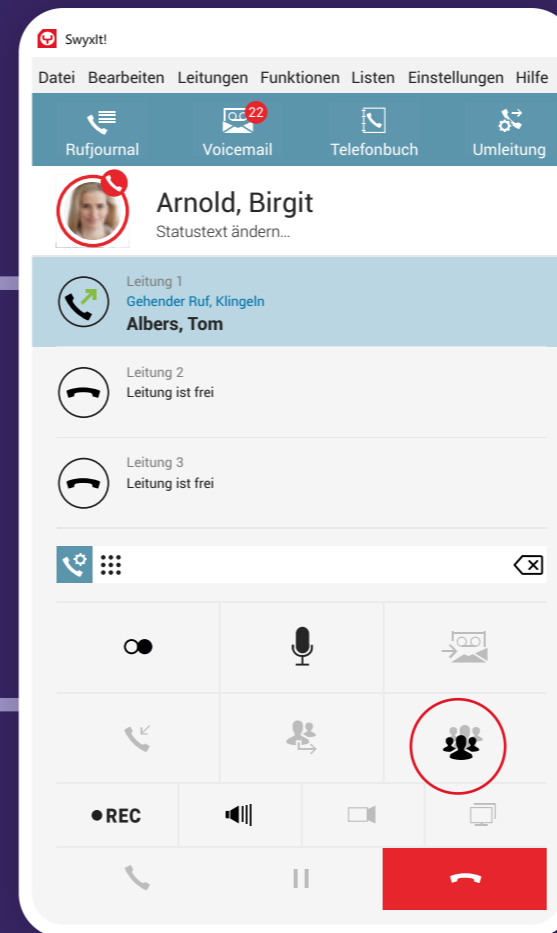 SwyxIt!
Datei Bearbeiten Leitungen Funktionen Listen Einstellungen Hilfe
22
Rufjournal Voicemail Telefonbuch Umleitung
Arnold, Birgit
Statustext ändern...
Leitung 1
Gehender Ruf, Klingeln
Albers, Tom
Leitung 2
Leitung ist frei
Leitung 3
Leitung ist frei
REC